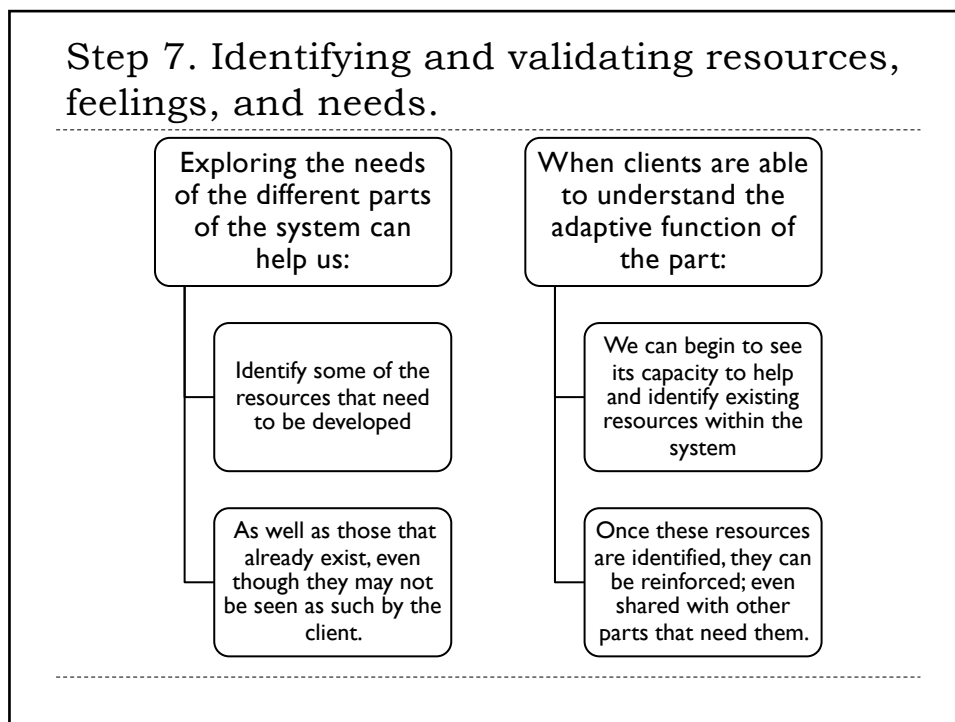 Step 7. Identifying and validating resources,
feelings, and needs.
Exploring the needs
of the different parts
of the system can
help us:
Identify some of the
resources that need
to be developed
As well as those that
already exist, even
though they may not
be seen as such by the
client.
When clients are able
to understand the
adaptive function of
the part:
We can begin to see
its capacity to help
and identify existing
resources within the
system
Once these resources
are identified, they can
be reinforced; even
shared with other
parts that need them.